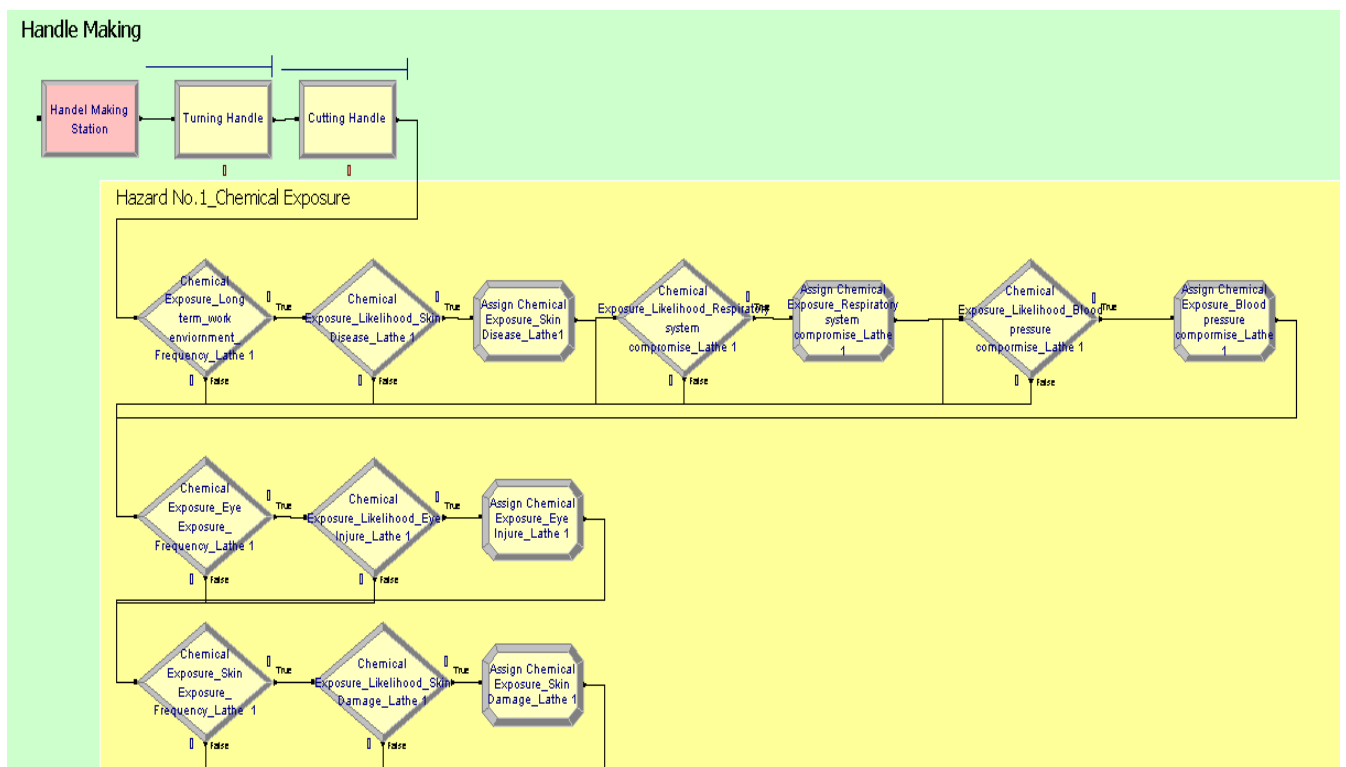 Handle Making
Handel Making
Station
Turning Handle
Cutting Handle
Hazard No.1_Chemical Exposure
Chemical
Exposure_Long
term_work
enviornment_
Frequency_Lathe 1
True
False
Chemical
Exposure_Likelihood_Skin
Disease_Lathe 1
True
False
Assign Chemical
Exposure_Skin
Disease_Lathe1
Chemical
Exposure_Likelihood_Respiratory
system
compromise_Lathe 1
True
False
Assign Chemical
Exposure_Respiratory
system
compromise_Lathe
1
Chemical
Exposure_Likelihood_Blood
pressure
compormise_Lathe 1
True
False
Assign Chemical
Exposure_Blood
pressure
compormise_Lathe
1
Chemical
Exposure_Eye
Exposure_
Frequency_Lathe 1
True
False
Chemical
Exposure_Likelihood_Eye
Injure_Lathe 1
True
False
Assign Chemical
Exposure_Eye
Injure_Lathe 1
Chemical
Exposure_Skin
Exposure_
Frequency_Lathe 1
True
False
Chemical
Exposure_Likelihood_Skin
Damage_Lathe 1
True
False
Assign Chemical
Exposure_Skin
Damage_Lathe 1